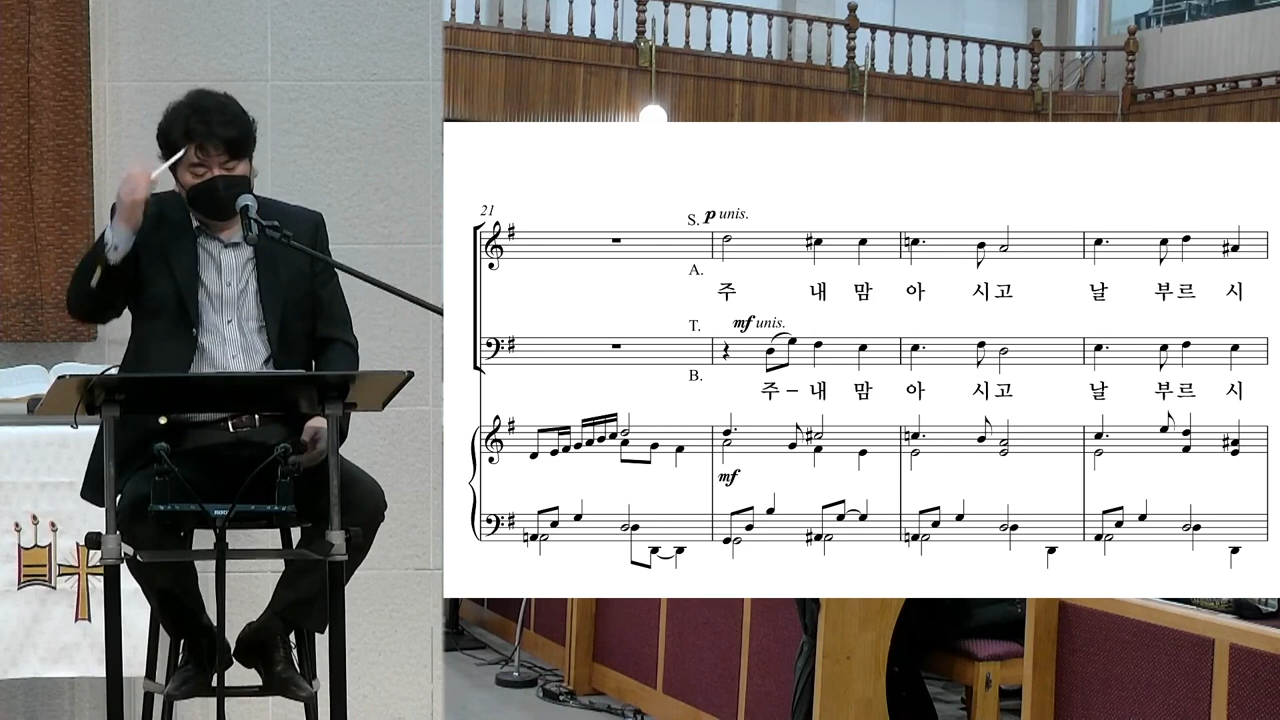 21
S. p unis.
A.
주 내 맘 아 시고 날 부르 시
T. mf unis.
B.
주 – 내 맘 아 시고 날 부르 시
mf